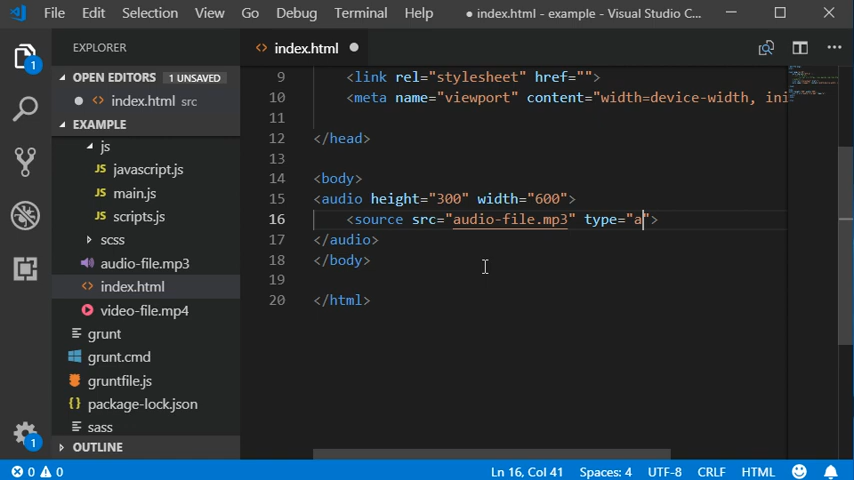 File Edit Selection View Go Debug Terminal Help ● index.html - example - Visual Studio C...
EXPLORER
OPEN EDITORS 1 UNSAVED
● <> index.html src
EXAMPLE
js
JS javascript.js
JS main.js
JS scripts.js
scss
audio-file.mp3
<> index.html
video-file.mp4
grunt
grunt.cmd
gruntfile.js
{} package-lock.json
sass
OUTLINE
1
1
<> index.html ●
9 <link rel="stylesheet" href="">
10 <meta name="viewport" content="width=device-width, ini
11
12 </head>
13
14 <body>
15 <audio height="300" width="600">
16 <source src="audio-file.mp3" type="a">
17 </audio>
18 </body>
19
20 </html>
0 0 Ln 16, Col 41 Spaces: 4 UTF-8 CRLF HTML